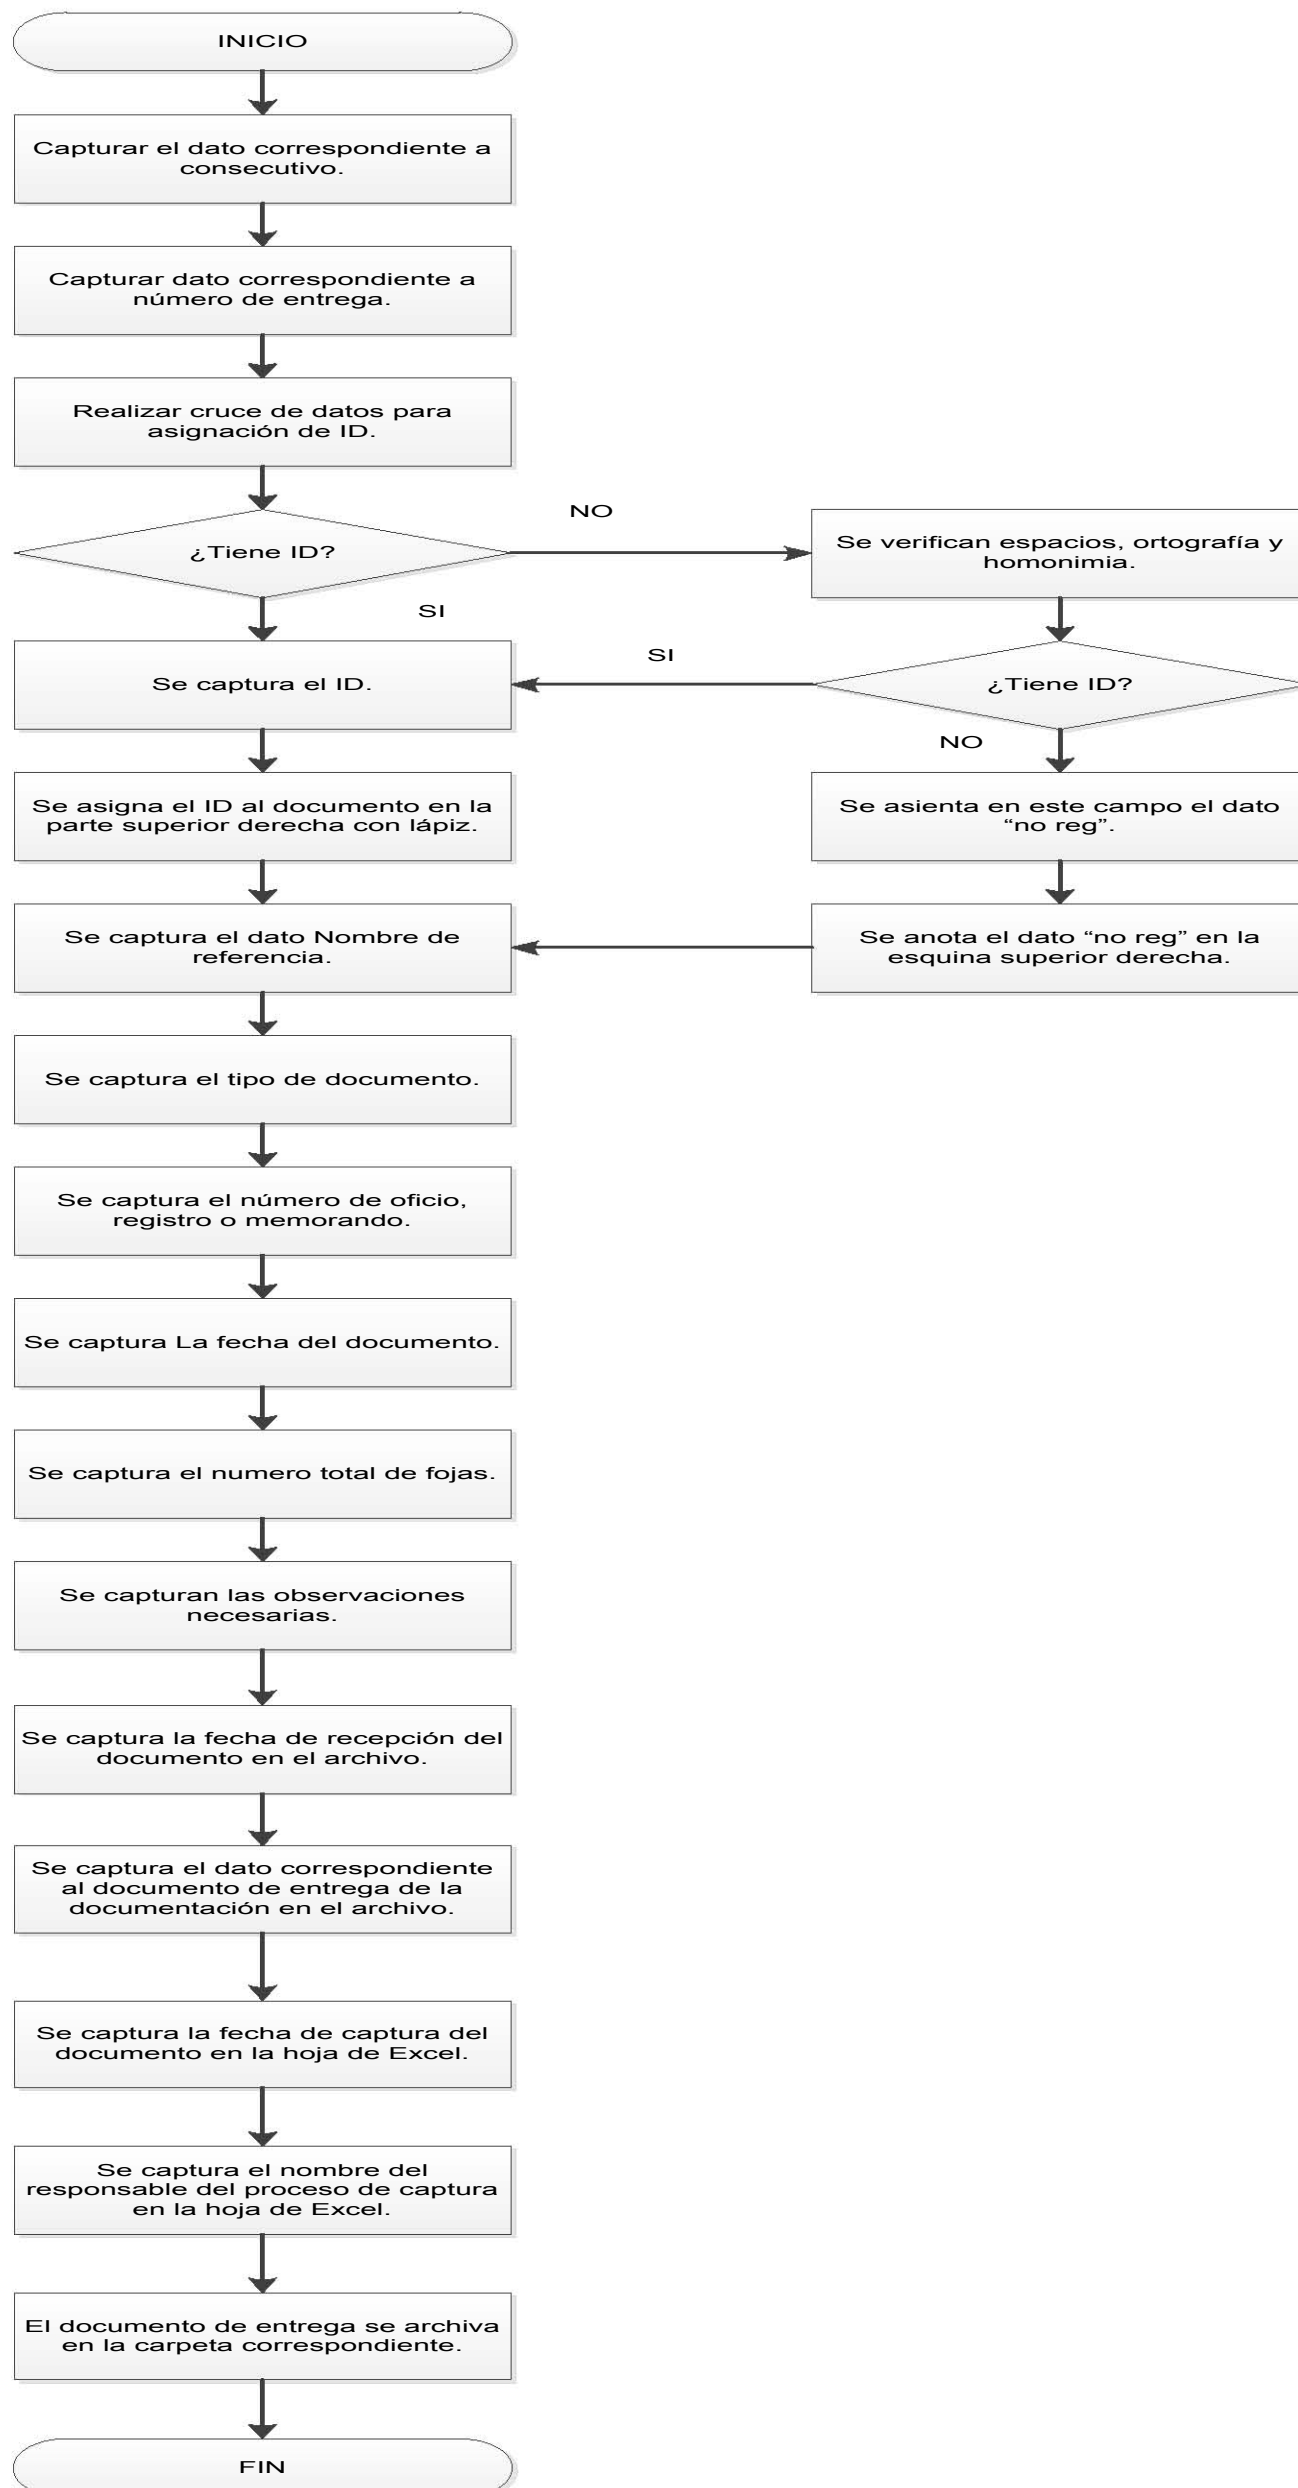 INICIO
Capturar el dato correspondiente a
consecutivo.
Capturar dato correspondiente a
número de entrega.
Realizar cruce de datos para
asignación de ID.
¿Tiene ID?
NO
Se verifican espacios, ortografía y
homonimia.
SI
Se captura el ID.
SI
¿Tiene ID?
NO
Se asigna el ID al documento en la
parte superior derecha con lápiz.
Se asienta en este campo el dato
“no reg”.
Se captura el dato Nombre de
referencia.
Se anota el dato “no reg” en la
esquina superior derecha.
Se captura el tipo de documento.
Se captura el número de oficio,
registro o memorando.
Se captura La fecha del documento.
Se captura el numero total de fojas.
Se capturan las observaciones
necesarias.
Se captura la fecha de recepción del
documento en el archivo.
Se captura el dato correspondiente
al documento de entrega de la
documentación en el archivo.
Se captura la fecha de captura del
documento en la hoja de Excel.
Se captura el nombre del
responsable del proceso de captura
en la hoja de Excel.
El documento de entrega se archiva
en la carpeta correspondiente.
FIN